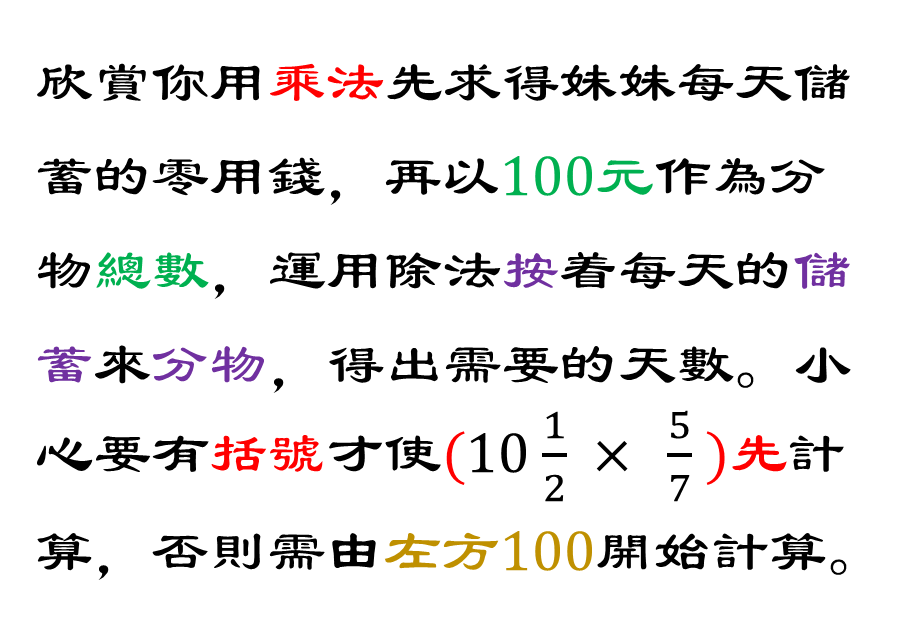 欣賞你用乘法先求得妹妹每天儲
蓄的零用錢，再以100元作為分
物總數，運用除法按着每天的儲
蓄來分物，得出需要的天數。小
心要有括號才使(10 1/2 × 5/7)先計
算，否則需由左方100開始計算。